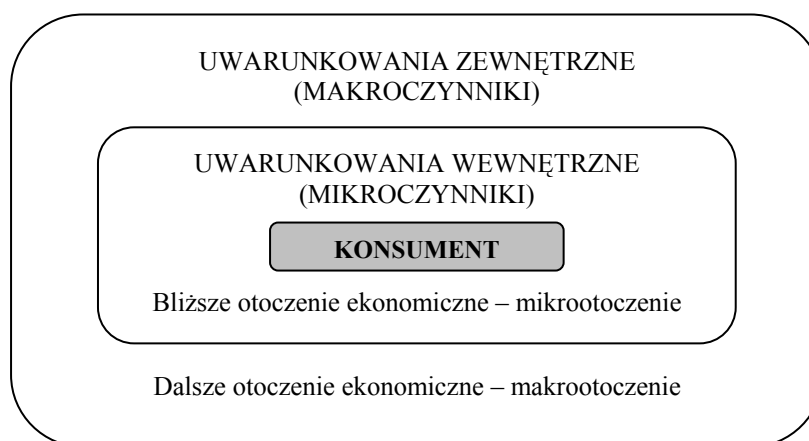 UWARUNKOWANIA ZEWNĘTRZNE
(MAKROCZYNNIKI)
UWARUNKOWANIA WEWNĘTRZNE
(MIKROCZYNNIKI)
KONSUMENT
Bliższe otoczenie ekonomiczne – mikrootoczenie
Dalsze otoczenie ekonomiczne – makrootoczenie